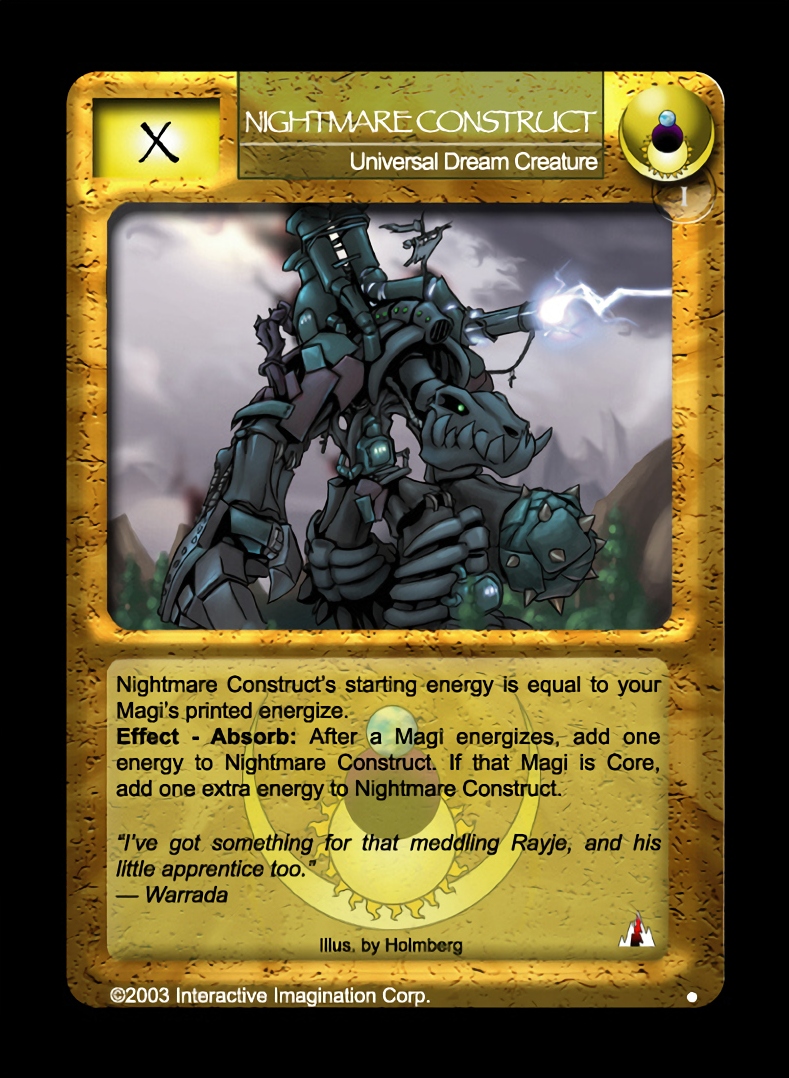 X
NIGHTMARE CONSTRUCT
Universal Dream Creature
I
Nightmare Construct's starting energy is equal to your
Magi's printed energize.
Effect - Absorb: After a Magi energizes, add one
energy to Nightmare Construct. If that Magi is Core,
add one extra energy to Nightmare Construct.
"I've got something for that meddling Rayje, and his
little apprentice too."
— Warrada
Illus. by Holmberg
©2003 Interactive Imagination Corp.